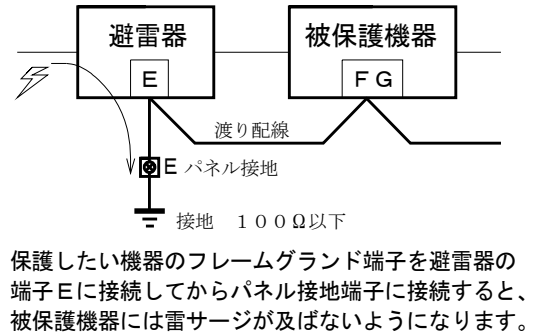 避雷器
被保護機器
E
FG
渡り配線
E パネル接地
接地 100Ω以下
保護したい機器のフレームグランド端子を避雷器の
端子Eに接続してからパネル接地端子に接続すると、
被保護機器には雷サージが及ばないようになります。